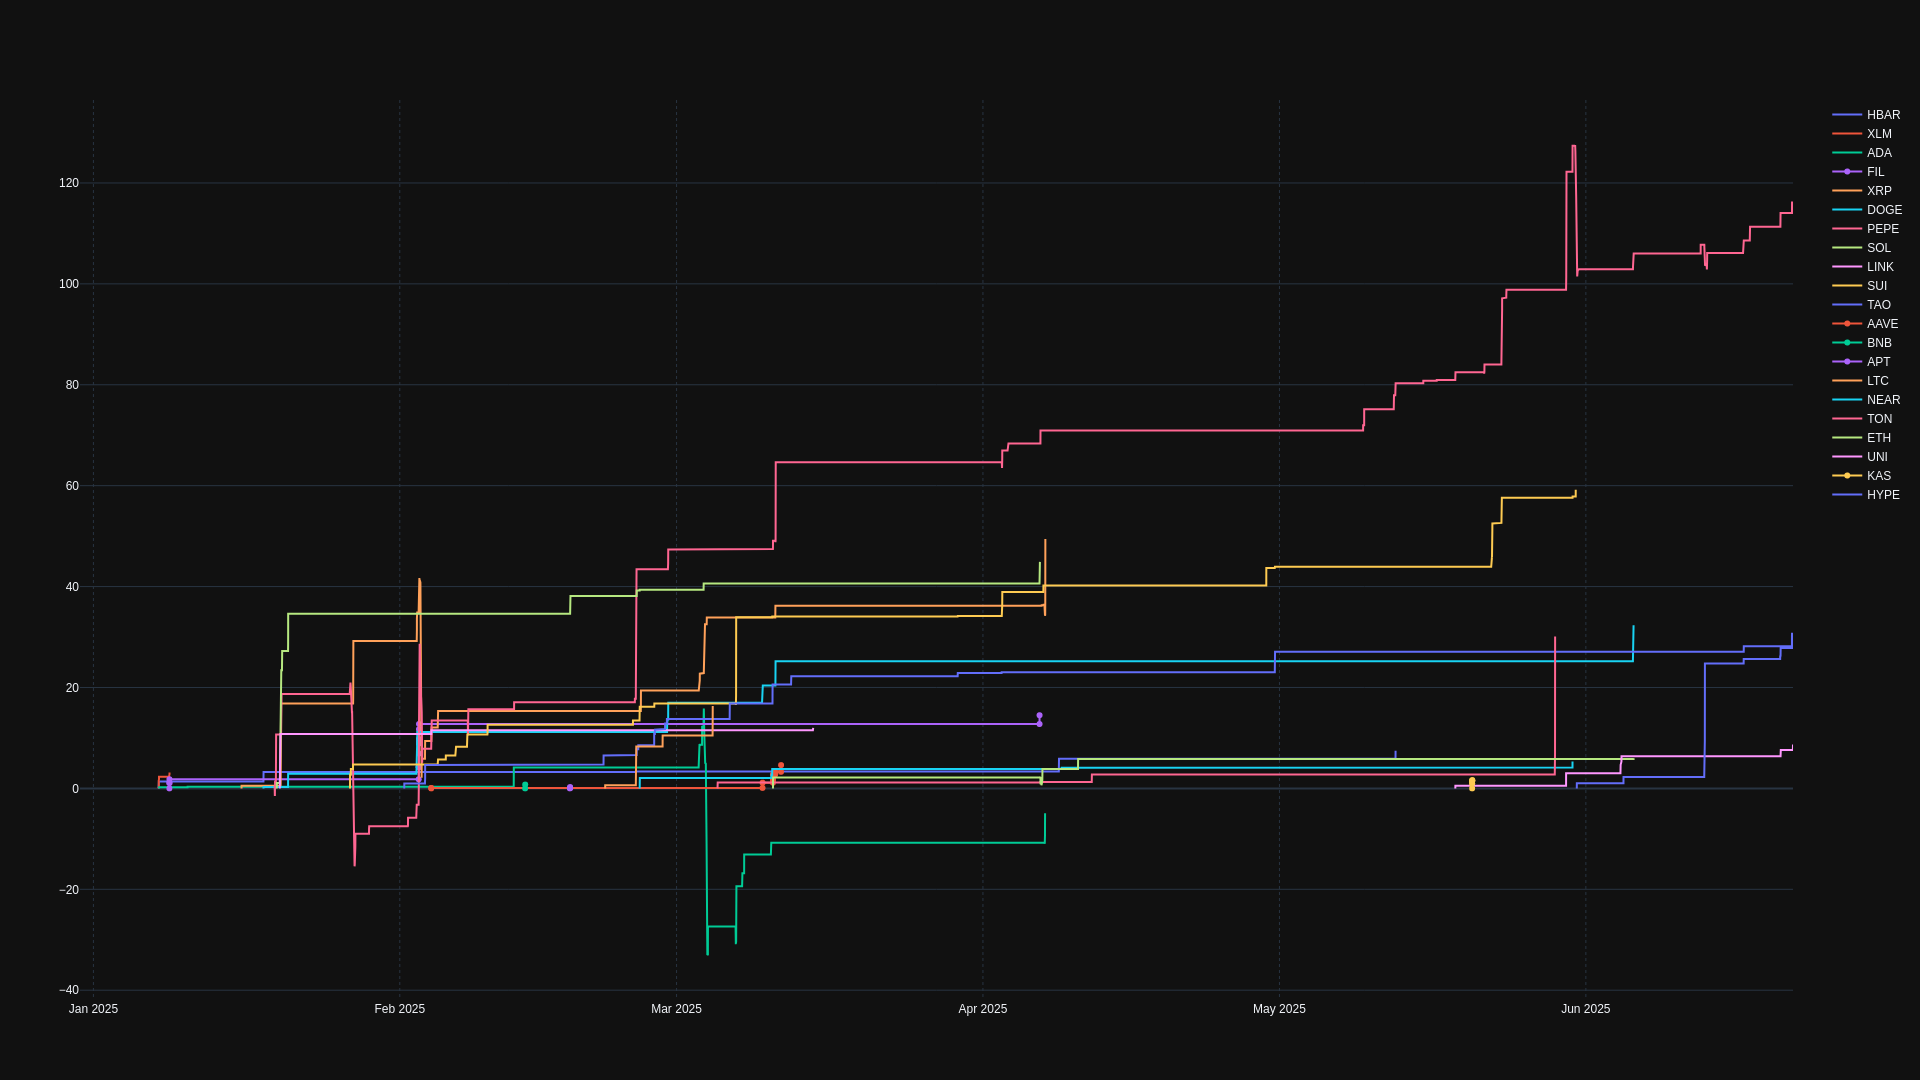 120
100
80
60
40
20
0
−20
−40
Jan 2025
Feb 2025
Mar 2025
Apr 2025
May 2025
Jun 2025
HBAR
XLM
ADA
FIL
XRP
DOGE
PEPE
SOL
LINK
SUI
TAO
AAVE
BNB
APT
LTC
NEAR
TON
ETH
UNI
KAS
HYPE